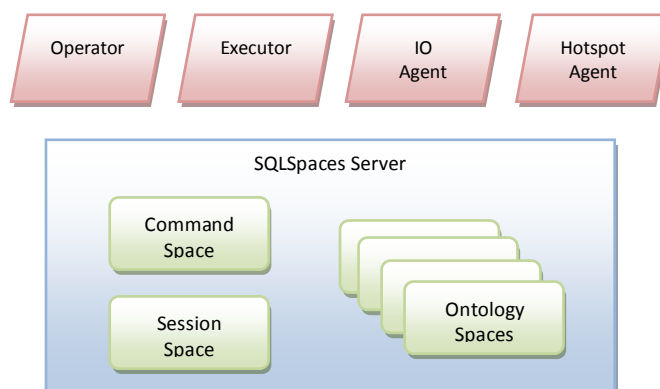 Operator
Executor
IO
Agent
Hotspot
Agent
SQLSpaces Server
Command
Space
Session
Space
Ontology
Spaces